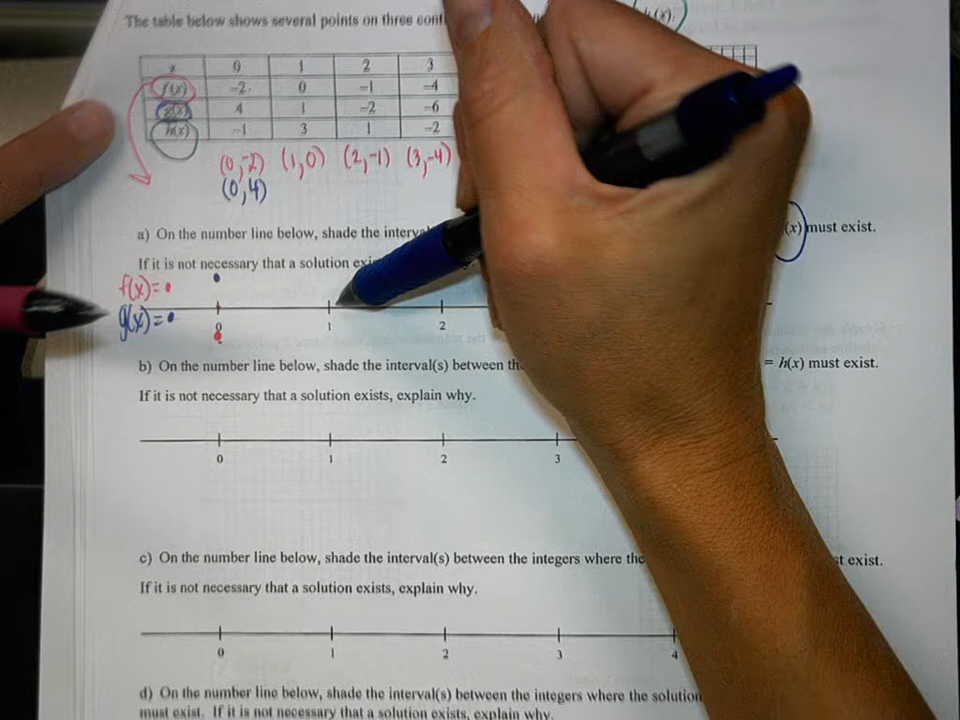 The table below shows several points on three
h(x).
x 0 1 2 3
f(x) -2 0 -1 -4
g(x) 4 1 -2 -6
h(x) -1 3 1 -2
(0,-2) (1,0) (2,-1) (3,-4)
(0,4)
a) On the number line below, shade the (x) must exist.
If it is not necessary that a solution
f(x)=
g(x)=
0 1 2
b) On the number line below, shade the interval(s) between = h(x) must exist.
If it is not necessary that a solution exists, explain why.
0 1 2 3
c) On the number line below, shade the interval(s) between the integers where the exist.
If it is not necessary that a solution exists, explain why.
0 1 2 3 4
d) On the number line below, shade the interval(s) between the integers where the solution
must exist. If it is not necessary that a solution exists, explain why.